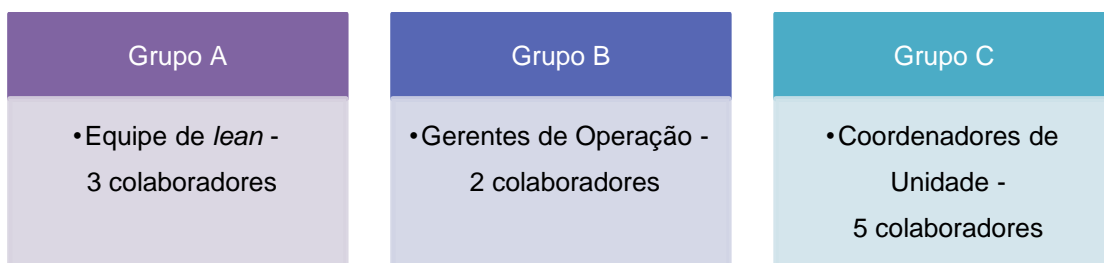 Grupo A
•Equipe de lean -
3 colaboradores
Grupo B
•Gerentes de Operação -
2 colaboradores
Grupo C
•Coordenadores de
Unidade -
5 colaboradores